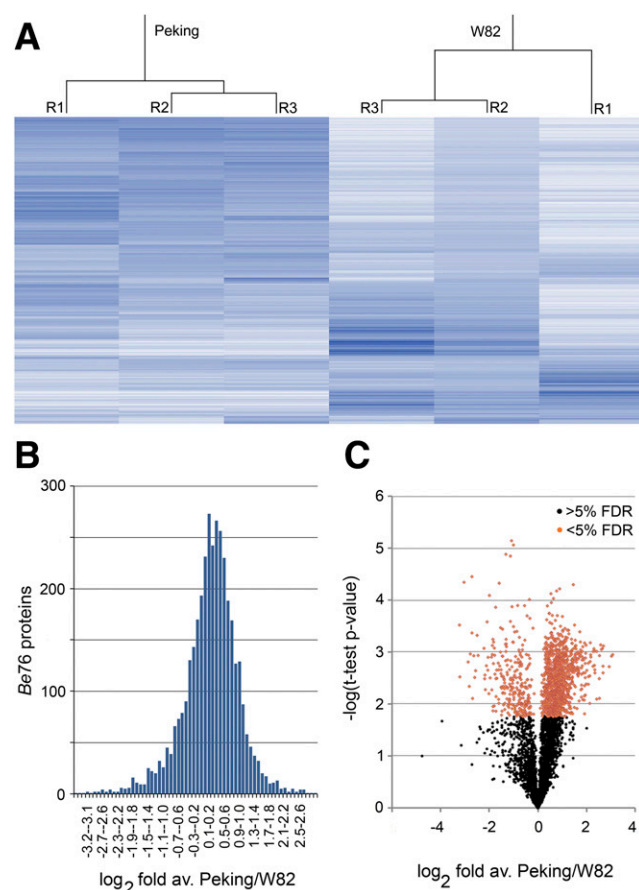 A
Peking
W82
R1
R2
R3
R3
R2
R1
B
300
200
100
0
Be76 proteins
-3.2--3.1
-2.7--2.6
-2.3--2.2
-1.9--1.8
-1.5--1.4
-1.1--1.0
-0.7--0.6
-0.3--0.2
0.1-0.2
0.5-0.6
0.9-1.0
1.3-1.4
1.7-1.8
2.1-2.2
2.5-2.6
log2 fold av. Peking/W82
C
6
5
4
3
2
1
0
-log(t-test p-value)
>5% FDR
<5% FDR
-4
-2
0
2
4
log2 fold av. Peking/W82